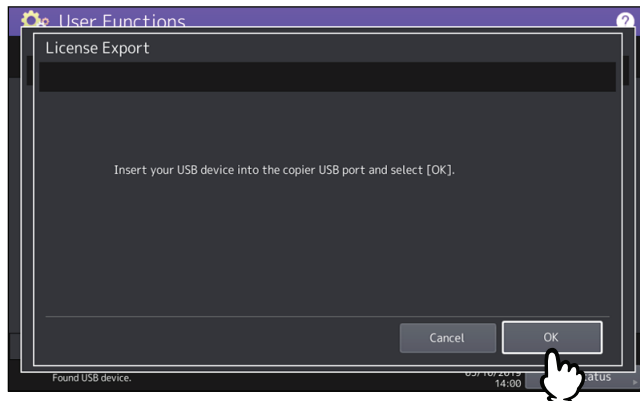 User Functions
?
License Export
Insert your USB device into the copier USB port and select [OK].
Cancel
OK
Found USB device.
14:00